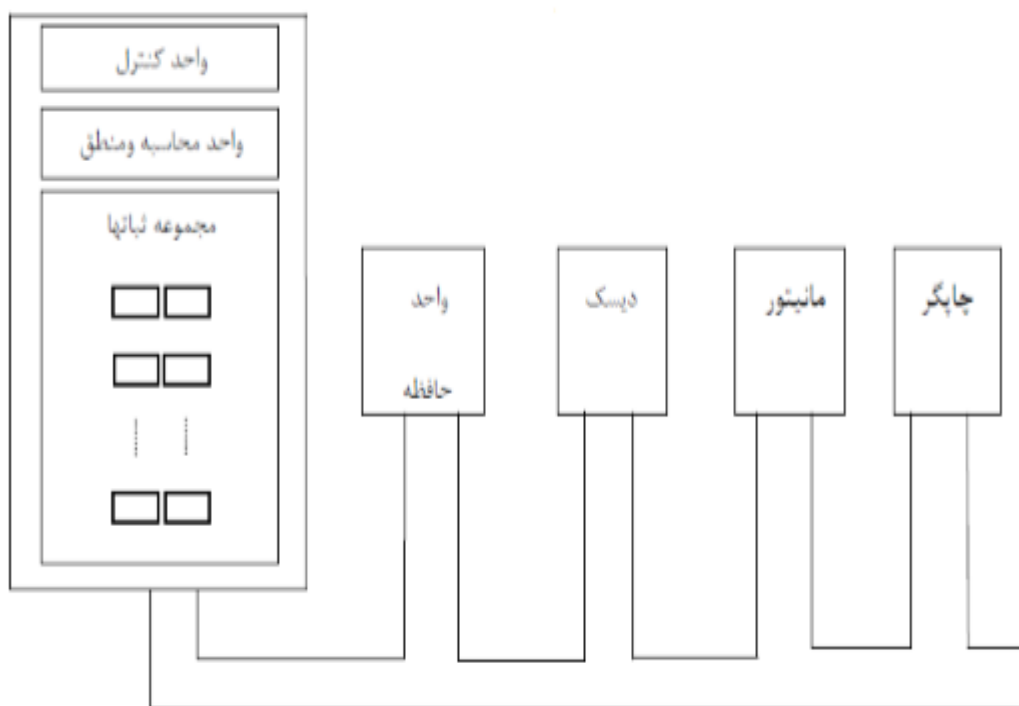 واحد کنترل
واحد محاسبه ومنطق
مجموعه ثباتها
واحد
حافظه
دیسک
مانیتور
چاپگر